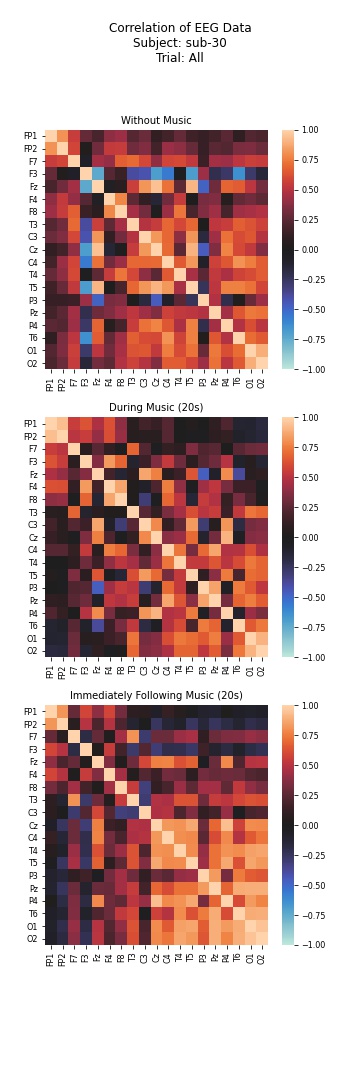 Correlation of EEG Data
Subject: sub-30
Trial: All
Without Music
FP1
FP2
F7
F3
Fz
F4
F8
T3
C3
Cz
C4
T4
T5
P3
Pz
P4
T6
O1
O2
FP1 FP2 F7 F3 Fz F4 F8 T3 C3 Cz C4 T4 T5 P3 Pz P4 T6 O1 O2
1.00
0.75
0.50
0.25
0.00
−0.25
−0.50
−0.75
−1.00
During Music (20s)
FP1
FP2
F7
F3
Fz
F4
F8
T3
C3
Cz
C4
T4
T5
P3
Pz
P4
T6
O1
O2
FP1 FP2 F7 F3 Fz F4 F8 T3 C3 Cz C4 T4 T5 P3 Pz P4 T6 O1 O2
1.00
0.75
0.50
0.25
0.00
−0.25
−0.50
−0.75
−1.00
Immediately Following Music (20s)
FP1
FP2
F7
F3
Fz
F4
F8
T3
C3
Cz
C4
T4
T5
P3
Pz
P4
T6
O1
O2
FP1 FP2 F7 F3 Fz F4 F8 T3 C3 Cz C4 T4 T5 P3 Pz P4 T6 O1 O2
1.00
0.75
0.50
0.25
0.00
−0.25
−0.50
−0.75
−1.00